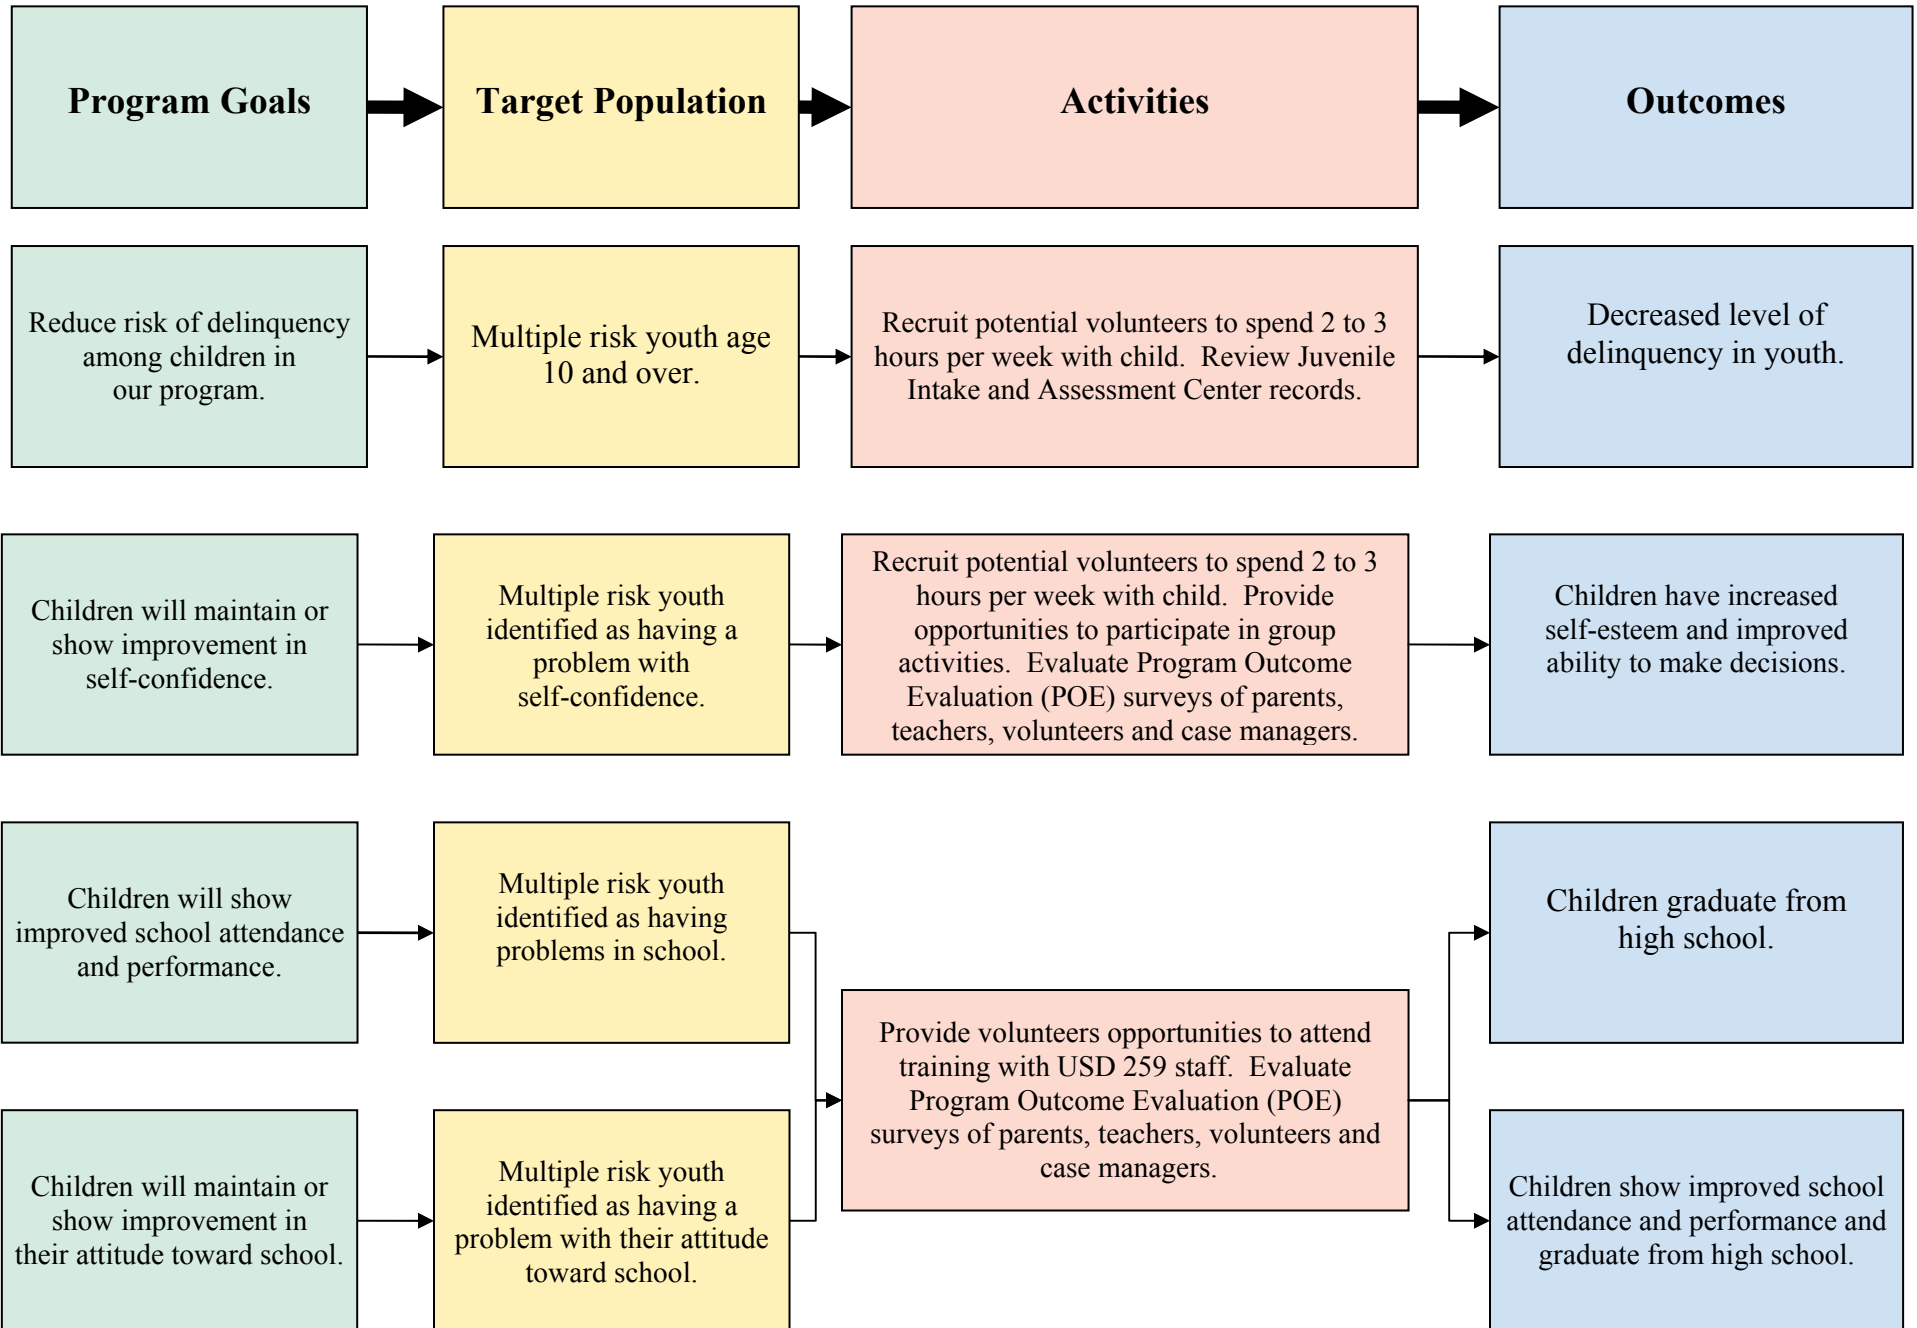 Program Goals
Target Population
Activities
Outcomes
Reduce risk of delinquency
among children in
our program.
Multiple risk youth age
10 and over.
Recruit potential volunteers to spend 2 to 3
hours per week with child.  Review Juvenile
Intake and Assessment Center records.
Decreased level of
delinquency in youth.
Children will maintain or
show improvement in
self-confidence.
Multiple risk youth
identified as having a
problem with
self-confidence.
Recruit potential volunteers to spend 2 to 3
hours per week with child.  Provide
opportunities to participate in group
activities.  Evaluate Program Outcome
Evaluation (POE) surveys of parents,
teachers, volunteers and case managers.
Children have increased
self-esteem and improved
ability to make decisions.
Children will show
improved school attendance
and performance.
Multiple risk youth
identified as having
problems in school.
Children graduate from
high school.
Provide volunteers opportunities to attend
training with USD 259 staff.  Evaluate
Program Outcome Evaluation (POE)
surveys of parents, teachers, volunteers and
case managers.
Children will maintain or
show improvement in
their attitude toward school.
Multiple risk youth
identified as having a
problem with their attitude
toward school.
Children show improved school
attendance and performance and
graduate from high school.